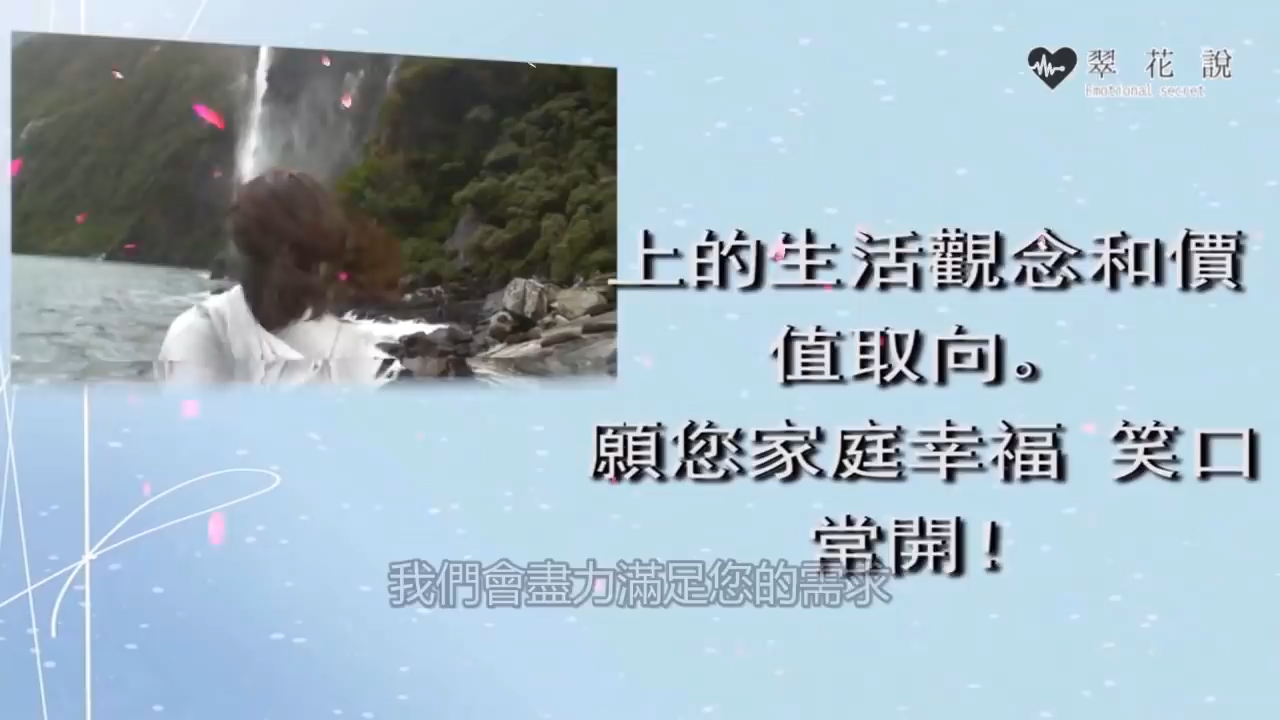 翠花說
Emotional secret
上的生活觀念和價
值取向。
願您家庭幸福 笑口
常開！
我們會盡力滿足您的需求